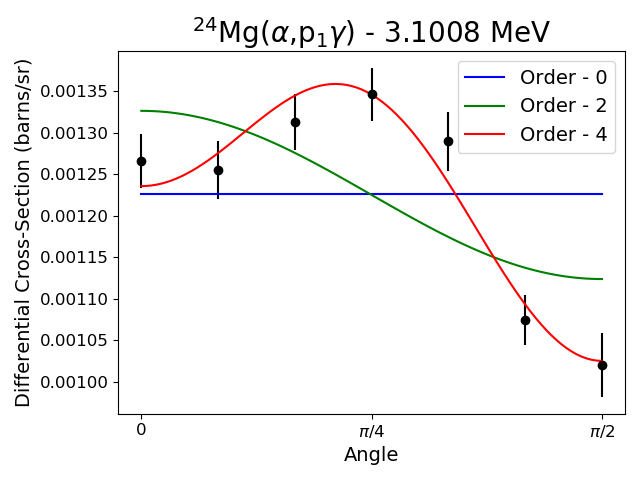 ²⁴Mg(α,p₁γ) - 3.1008 MeV
Order - 0
Order - 2
Order - 4
Differential Cross-Section (barns/sr)
0.00135
0.00130
0.00125
0.00120
0.00115
0.00110
0.00105
0.00100
0
π/4
π/2
Angle